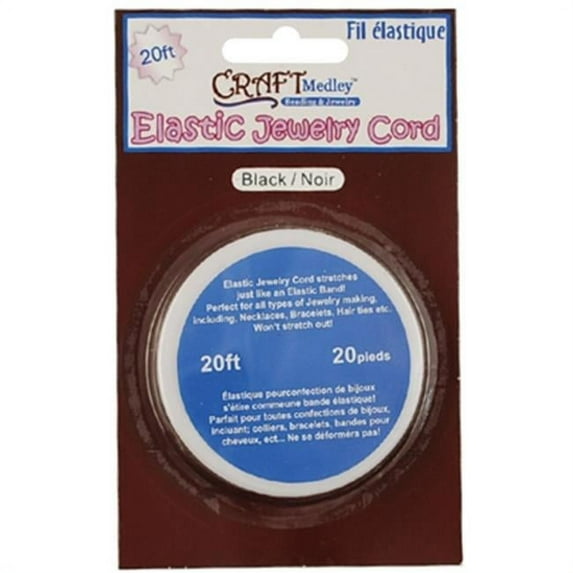 Fil élastique
20ft
CRAFT Medley™
Beading & Jewelry
Elastic Jewelry Cord
Black / Noir
Elastic Jewelry Cord stretches
just like an Elastic Band!
Perfect for all types of Jewelry making,
including, Necklaces, Bracelets, Hair ties etc.
Won't stretch out!
20ft 20pieds
Élastique pourconfection de bijoux
s'étise commeune bande élastique!
Parfait pour toutes confections de bijoux,
incluant; colliers, bracelets, bandes pour
cheveux, ect... Ne se déforméra pas!